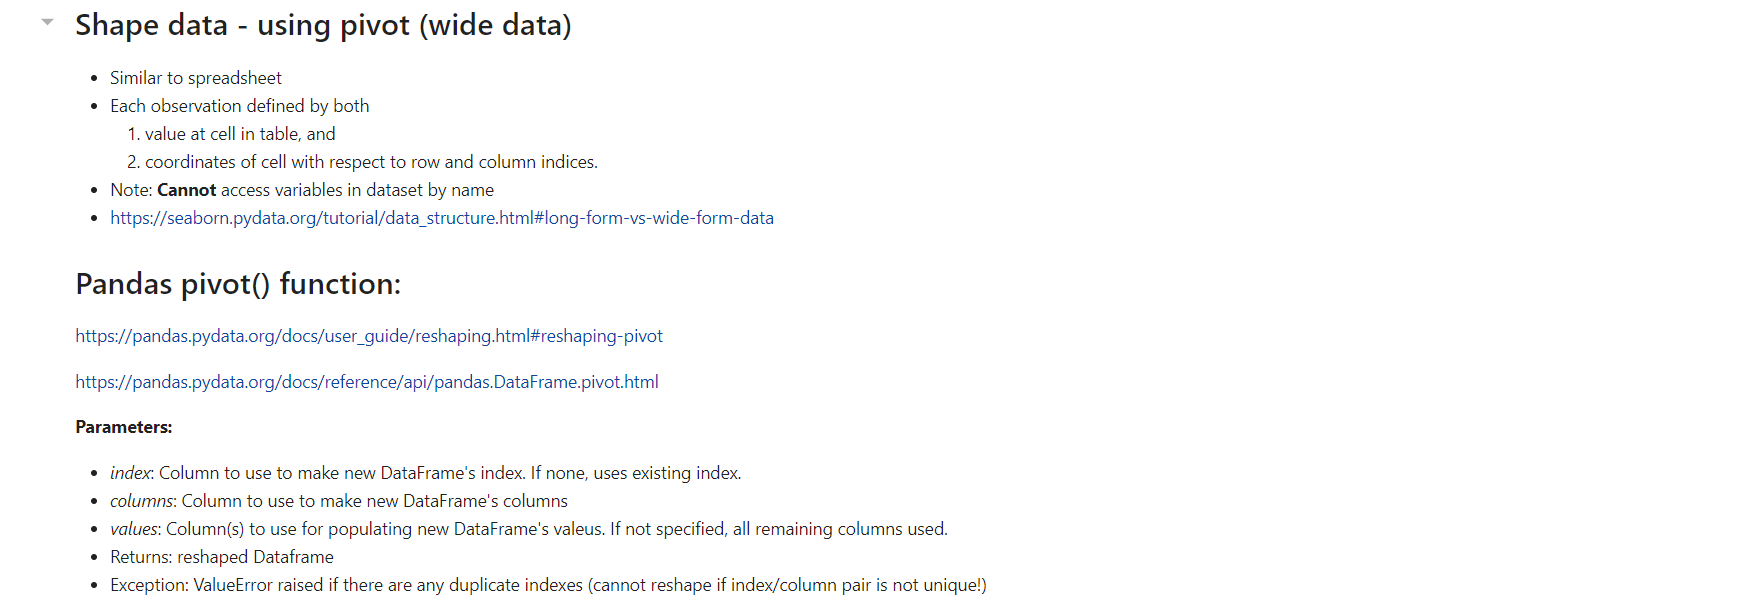 Shape data - using pivot (wide data)
• Similar to spreadsheet
• Each observation defined by both
1. value at cell in table, and
2. coordinates of cell with respect to row and column indices.
• Note: Cannot access variables in dataset by name
• https://seaborn.pydata.org/tutorial/data_structure.html#long-form-vs-wide-form-data
Pandas pivot() function:
https://pandas.pydata.org/docs/user_guide/reshaping.html#reshaping-pivot
https://pandas.pydata.org/docs/reference/api/pandas.DataFrame.pivot.html
Parameters:
• index: Column to use to make new DataFrame's index. If none, uses existing index.
• columns: Column to use to make new DataFrame's columns
• values: Column(s) to use for populating new DataFrame's valeus. If not specified, all remaining columns used.
• Returns: reshaped Dataframe
• Exception: ValueError raised if there are any duplicate indexes (cannot reshape if index/column pair is not unique!)